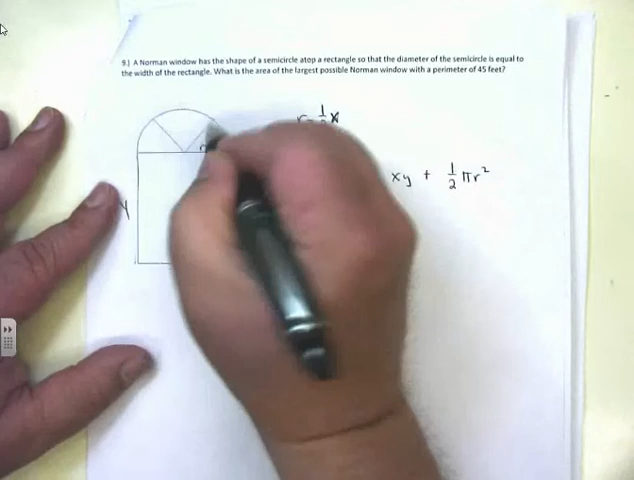 9.) A Norman window has the shape of a semicircle atop a rectangle so that the diameter of the semicircle is equal to
the width of the rectangle. What is the area of the largest possible Norman window with a perimeter of 45 feet?
r = 1/2 x
xy + 1/2 πr²
y
r